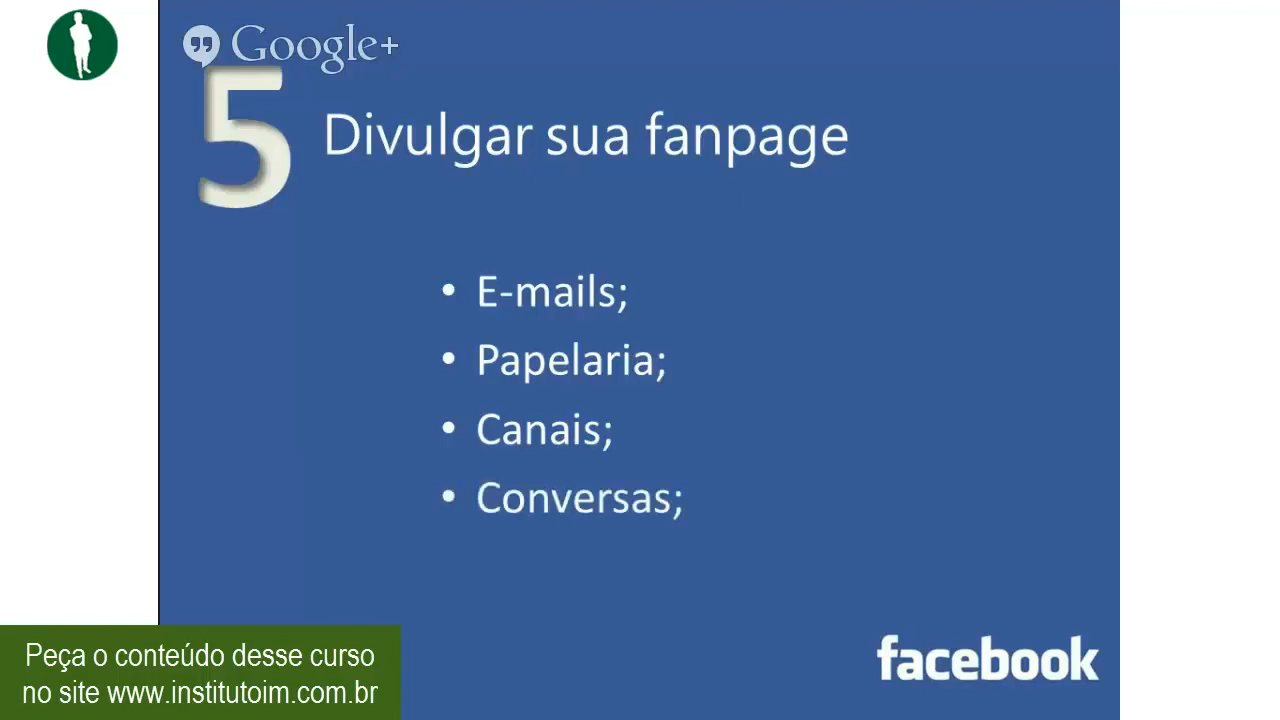 Google+
5 Divulgar sua fanpage
• E-mails;
• Papelaria;
• Canais;
• Conversas;
Peça o conteúdo desse curso
no site www.institutoim.com.br
facebook